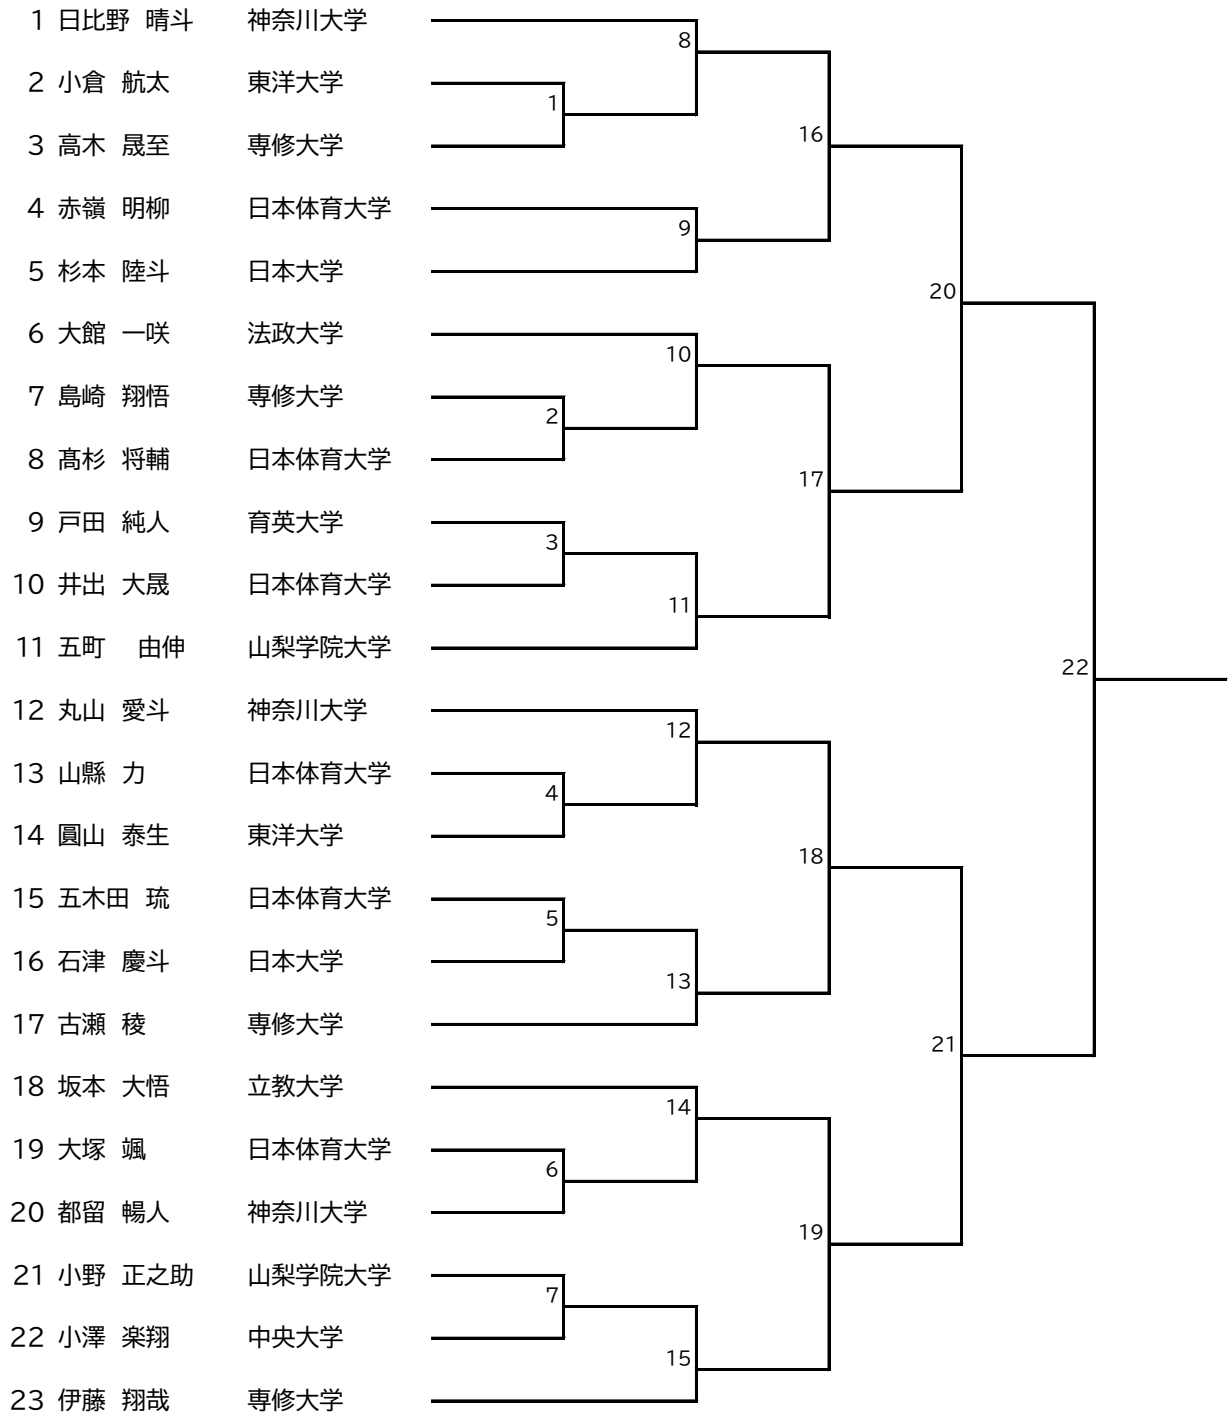 1 日比野 晴斗 神奈川大学
8
2 小倉 航太 東洋大学
1
16
3 高木 晟至 専修大学
4 赤嶺 明柳 日本体育大学
9
5 杉本 陸斗 日本大学
20
6 大館 一咲 法政大学
10
7 島崎 翔悟 専修大学
2
8 髙杉 将輔 日本体育大学
17
9 戸田 純人 育英大学
3
10 井出 大晟 日本体育大学
11
11 五町 由伸 山梨学院大学
22
12 丸山 愛斗 神奈川大学
12
13 山縣 力 日本体育大学
4
14 圓山 泰生 東洋大学
18
15 五木田 琉 日本体育大学
5
16 石津 慶斗 日本大学
13
17 古瀬 稜 専修大学
21
18 坂本 大悟 立教大学
14
19 大塚 颯 日本体育大学
6
20 都留 暢人 神奈川大学
19
21 小野 正之助 山梨学院大学
7
22 小澤 楽翔 中央大学
15
23 伊藤 翔哉 専修大学